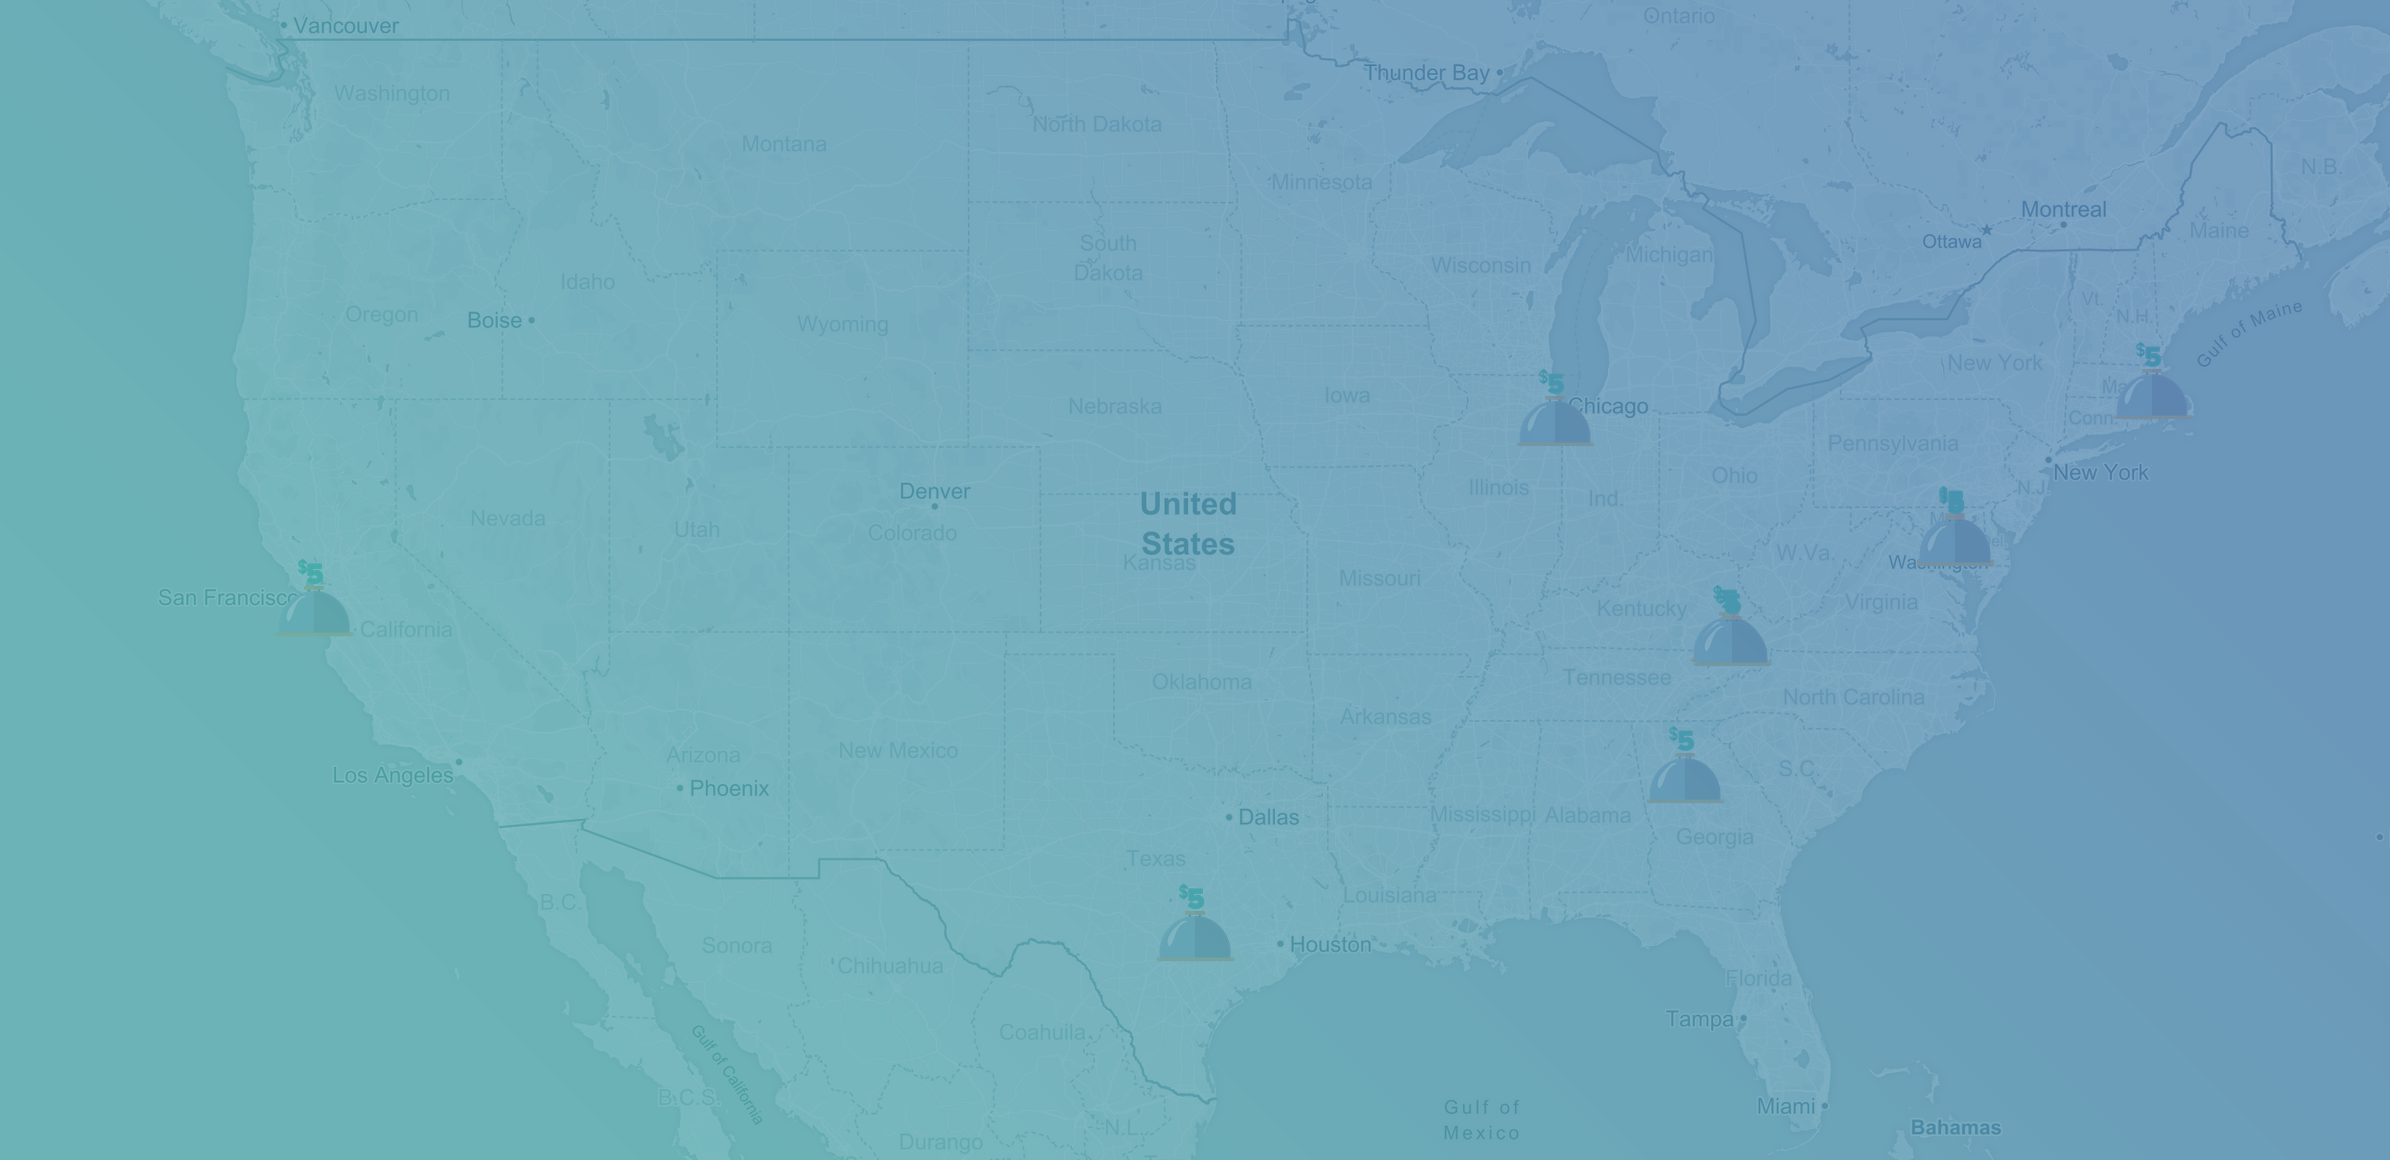 Vancouver
Ontario
Thunder Bay
Washington
North Dakota
Montana
Minnesota
N.B.
Montreal
Ottawa
Maine
South
Dakota
Wisconsin
Michigan
Idaho
Vt.
Oregon
Boise
Wyoming
N.H.
Gulf of Maine
$5
New York
$5
Iowa
Nebraska
Chicago
Conn.
Pennsylvania
New York
Ohio
Denver
Illinois
Ind.
N.J.
United
States
Nevada
Utah
Colorado
Kansas
W.Va.
Washington
$5
San Francisco
Missouri
California
Kentucky
Virginia
Tennessee
Oklahoma
North Carolina
Arkansas
$5
Arizona
New Mexico
Los Angeles
Phoenix
S.C.
Dallas
Mississippi
Alabama
Georgia
Texas
$5
Louisiana
B.C.
Sonora
Houston
Chihuahua
Florida
Tampa
Coahuila
Gulf of California
B.C.S.
Gulf of
Mexico
Miami
Bahamas
N.L.
Durango